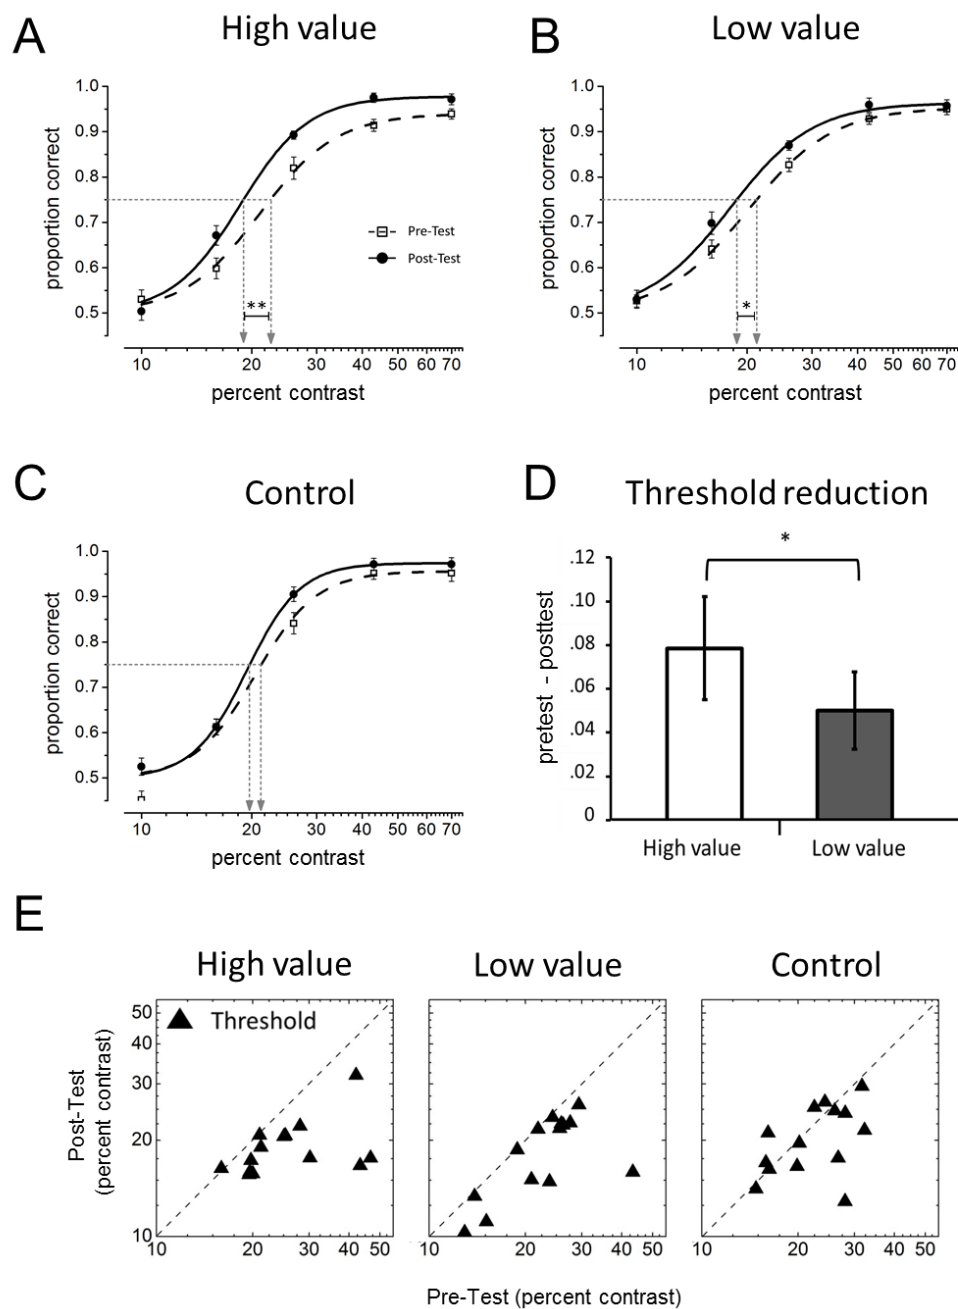 A
High value
1.0
0.9
0.8
0.7
0.6
0.5
proportion correct
Pre-Test
Post-Test
**
10 20 30 40 50 60 70
percent contrast
B
Low value
1.0
0.9
0.8
0.7
0.6
0.5
proportion correct
*
10 20 30 40 50 60 70
percent contrast
C
Control
1.0
0.9
0.8
0.7
0.6
0.5
proportion correct
10 20 30 40 50 60 70
percent contrast
D
Threshold reduction
*
.12
.10
.08
.06
.04
.02
0
pretest - posttest
High value Low value
E
High value Low value Control
Threshold
50
40
30
20
10
Post-Test
(percent contrast)
10 20 30 40 50 10 20 30 40 50 10 20 30 40 50
Pre-Test (percent contrast)